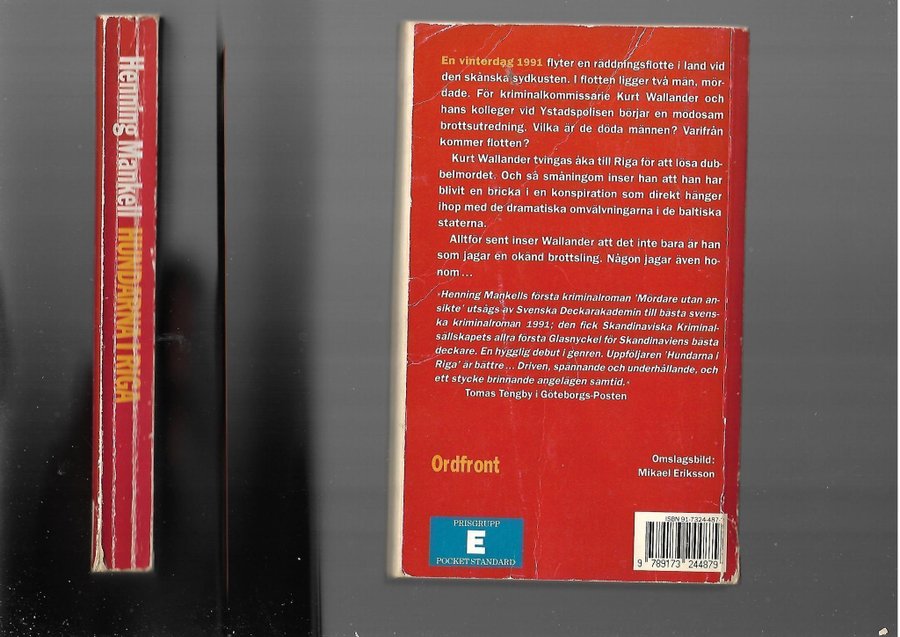 Henning Mankell HUNDARNA I RIGA
En vinterdag 1991 flyter en räddningsflotte i land vid
den skånska sydkusten. I flotten ligger två män, mör-
dade. För kriminalkommissarie Kurt Wallander och
hans kolleger vid Ystadspolisen börjar en mödosam
brottsutredning. Vilka är de döda männen? Varifrån
kommer flotten?
Kurt Wallander tvingas åka till Riga för att lösa dub-
belmordet. Och så småningom inser han att han har
blivit en bricka i en konspiration som direkt hänger
ihop med de dramatiska omvälvningarna i de baltiska
staterna.
Alltför sent inser Wallander att det inte bara är han
som jagar en okänd brottsling. Någon jagar även ho-
nom...
›Henning Mankells första kriminalroman 'Mördare utan an-
sikte' utsågs av Svenska Deckarakademin till bästa svens-
ka kriminalroman 1991; den fick Skandinaviska Kriminal-
sällskapets allra första Glasnyckel för Skandinaviens bästa
deckare. En hygglig debut i genren. Uppföljaren 'Hundarna i
Riga' är bättre... Driven, spännande och underhållande, och
ett stycke brinnande angelägen samtid.‹
Tomas Tengby i Göteborgs-Posten
Ordfront
Omslagsbild:
Mikael Eriksson
PRISGRUPP
E
POCKET STANDARD
ISBN 91-7324-487-
9 789173 244879